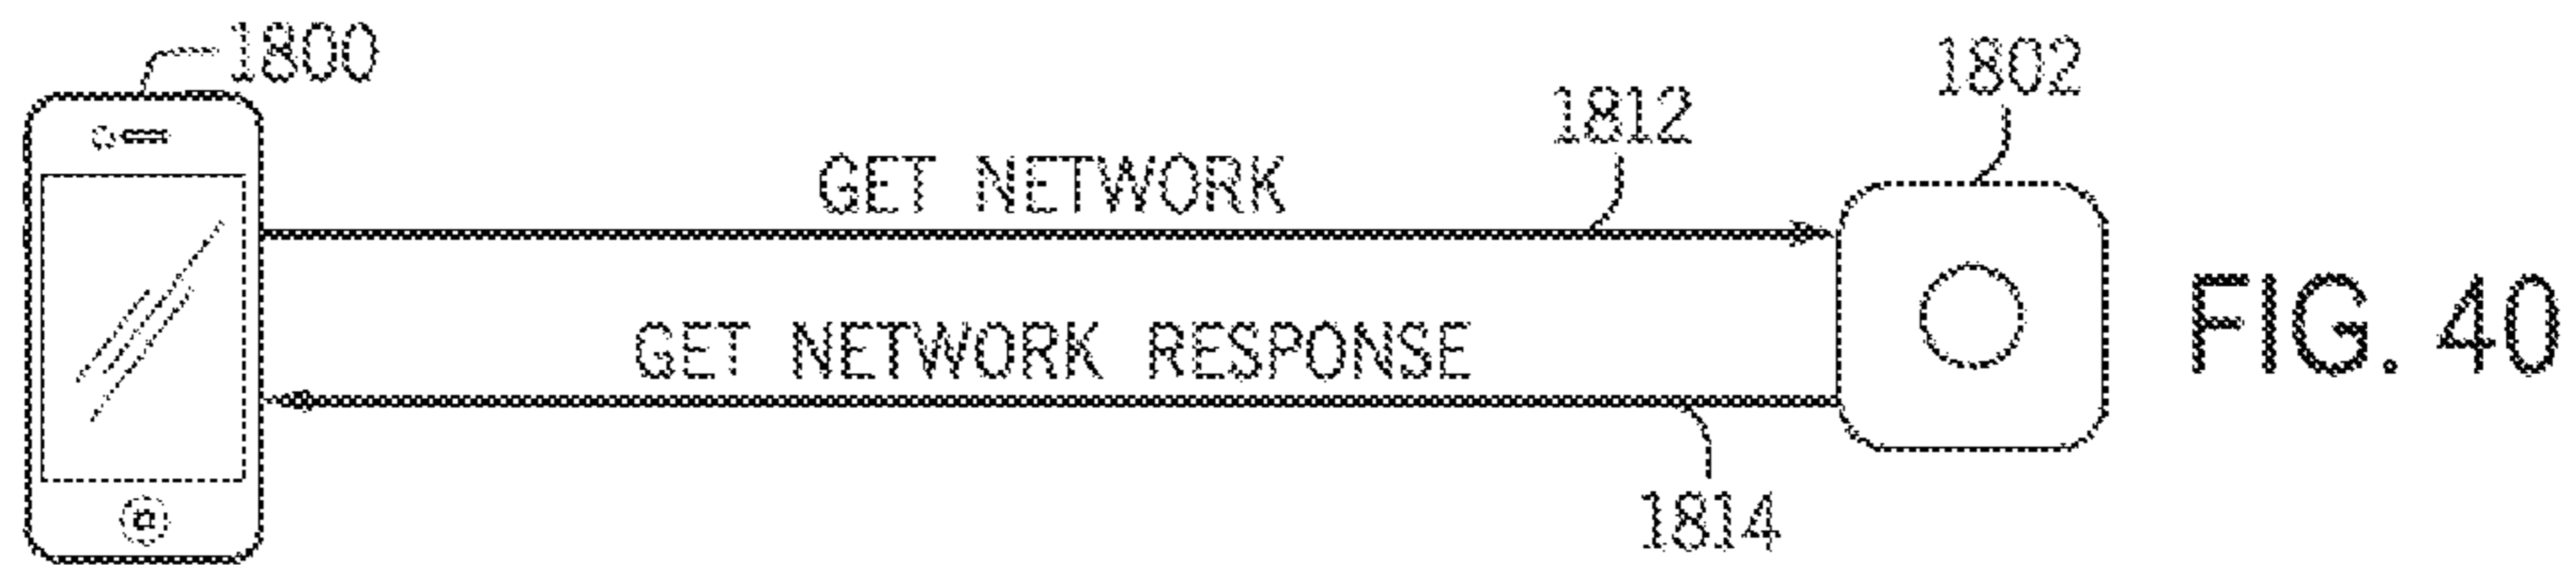 1800
1802
1812
GET NETWORK
GET NETWORK RESPONSE
FIG. 40
1814